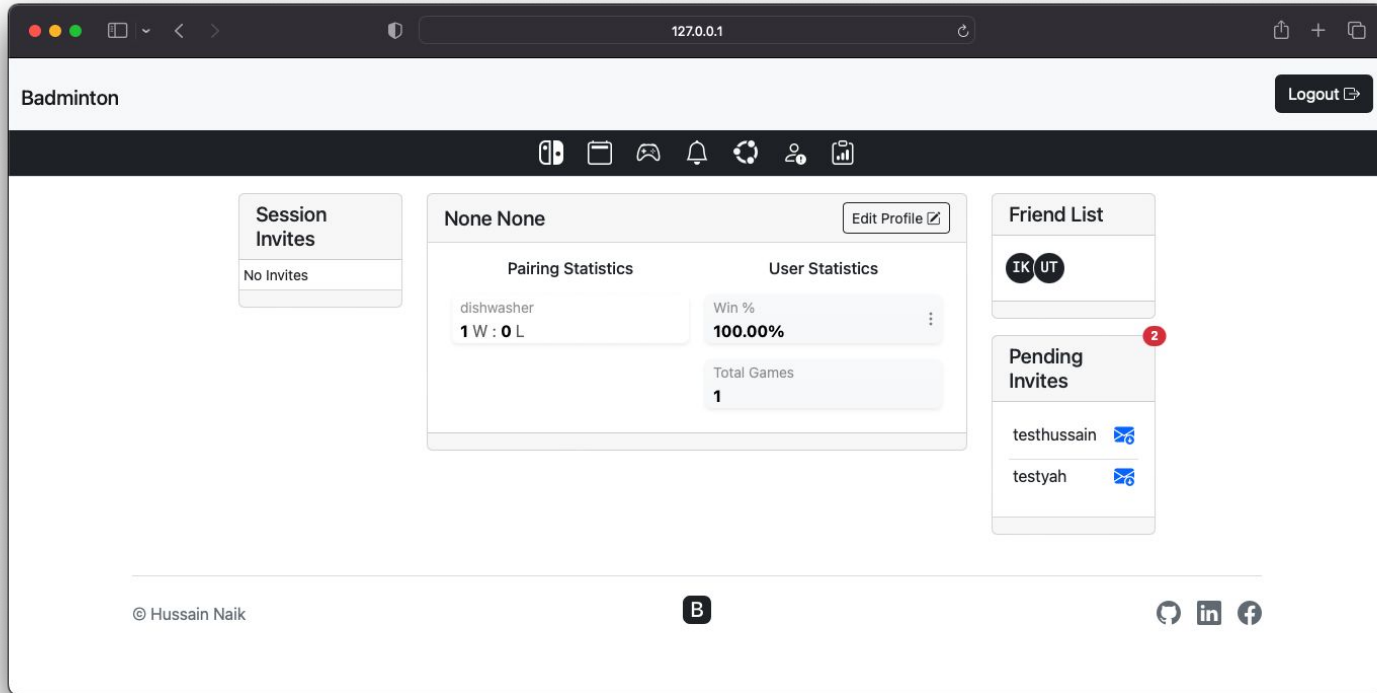 127.0.0.1
Badminton
Logout
Session
Invites
No Invites
None None
Edit Profile
Pairing Statistics
User Statistics
dishwasher
1 W : 0 L
Win %
100.00%
Total Games
1
Friend List
IK UT
2
Pending
Invites
testhussain
testyah
© Hussain Naik
B
in